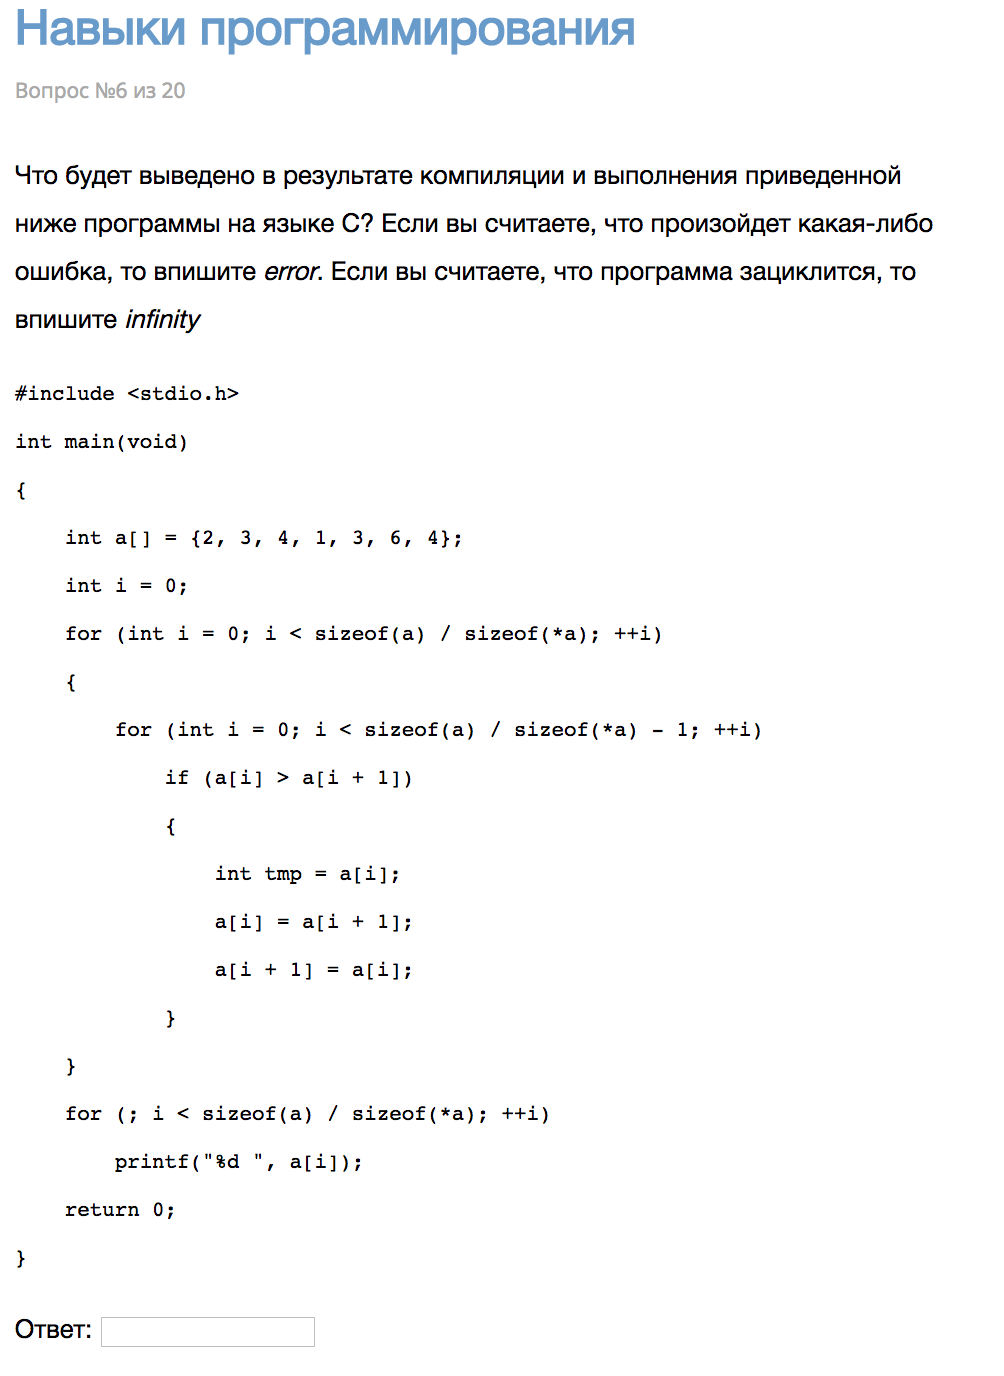 Навыки программирования
Вопрос №6 из 20
Что будет выведено в результате компиляции и выполнения приведенной
ниже программы на языке C? Если вы считаете, что произойдет какая-либо
ошибка, то впишите error. Если вы считаете, что программа зациклится, то
впишите infinity
#include <stdio.h>
int main(void)
{
    int a[] = {2, 3, 4, 1, 3, 6, 4};
    int i = 0;
    for (int i = 0; i < sizeof(a) / sizeof(*a); ++i)
    {
        for (int i = 0; i < sizeof(a) / sizeof(*a) - 1; ++i)
            if (a[i] > a[i + 1])
            {
                int tmp = a[i];
                a[i] = a[i + 1];
                a[i + 1] = a[i];
            }
    }
    for (; i < sizeof(a) / sizeof(*a); ++i)
        printf("%d ", a[i]);
    return 0;
}
Ответ: